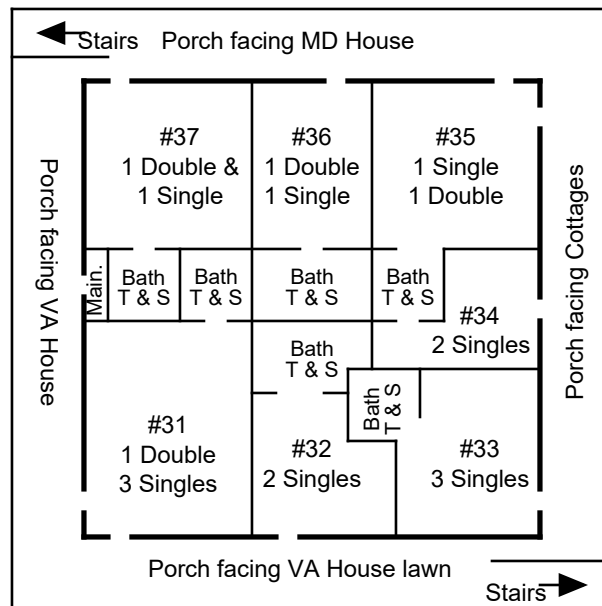 Stairs Porch facing MD House
Porch facing VA House
#37
1 Double &
1 Single
#36
1 Double
1 Single
#35
1 Single
1 Double
Porch facing Cottages
Main.
Bath
T & S
Bath
T & S
Bath
T & S
Bath
T & S
#34
2 Singles
Bath
T & S
Bath
T & S
#31
1 Double
3 Singles
#32
2 Singles
#33
3 Singles
Porch facing VA House lawn
Stairs